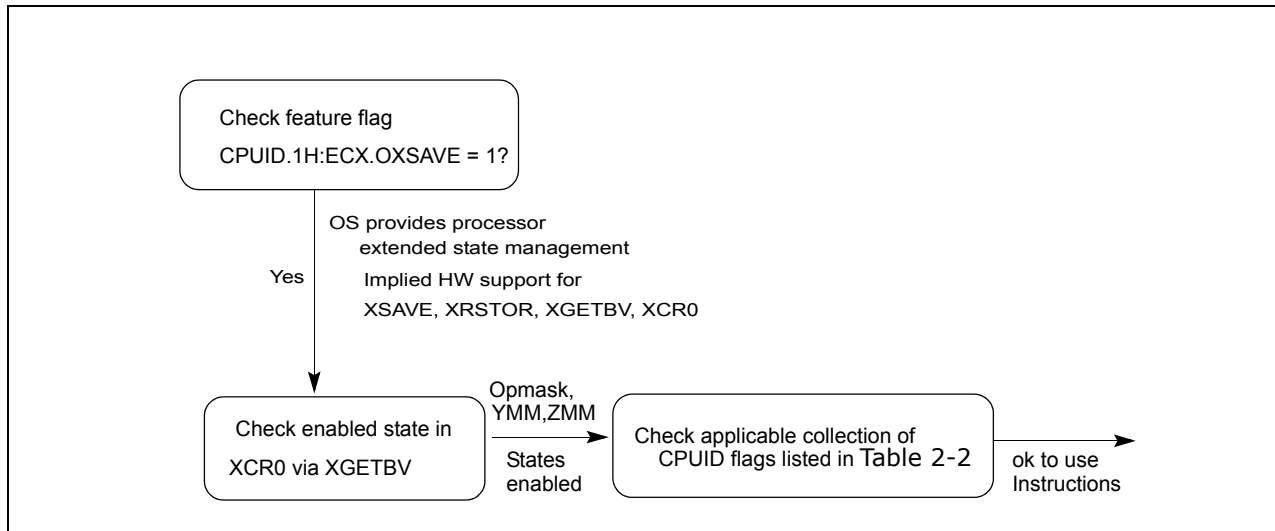 Check feature flag
CPUID.1H:ECX.OXSAVE = 1?
OS provides processor
extended state management
Yes
Implied HW support for
XSAVE, XRSTOR, XGETBV, XCR0
Check enabled state in
XCR0 via XGETBV
Opmask,
YMM,ZMM
States
enabled
Check applicable collection of
CPUID flags listed in Table 2-2
ok to use
Instructions